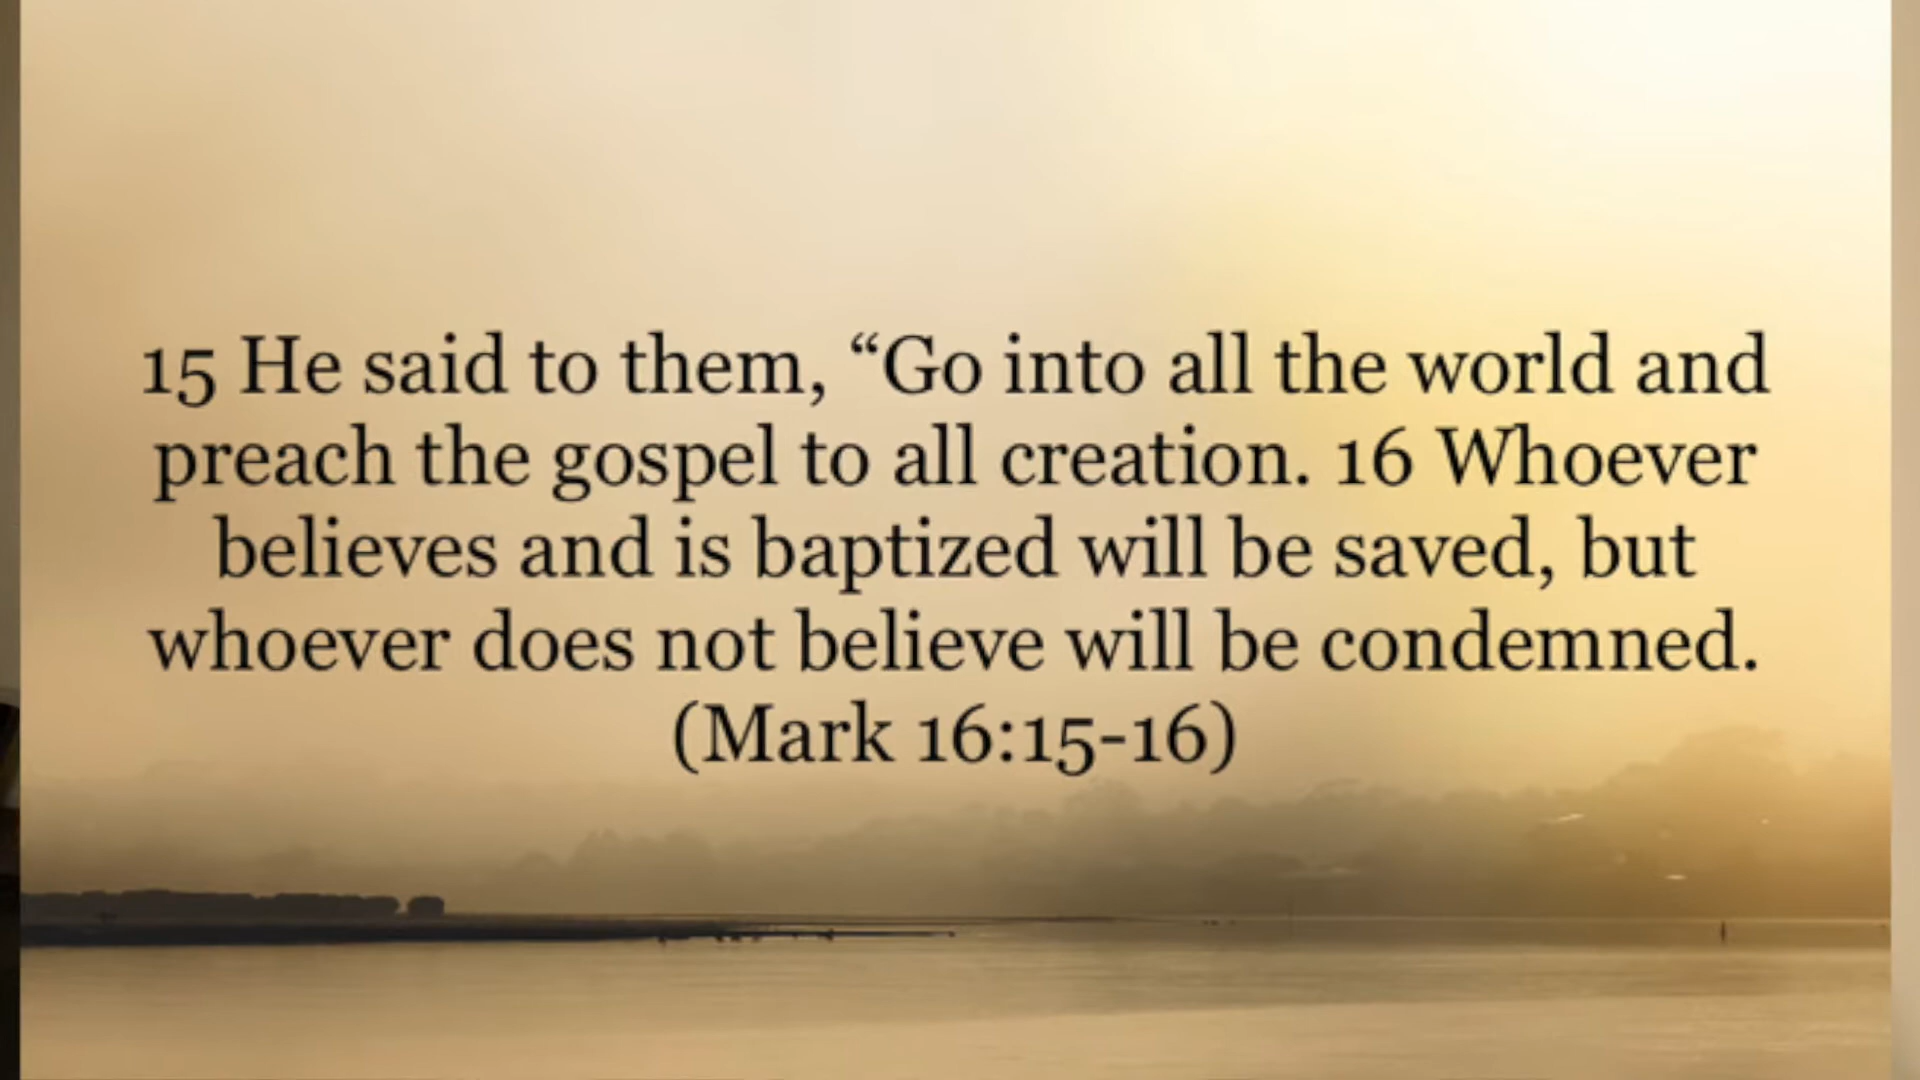 15 He said to them, “Go into all the world and
preach the gospel to all creation. 16 Whoever
believes and is baptized will be saved, but
whoever does not believe will be condemned.
(Mark 16:15-16)